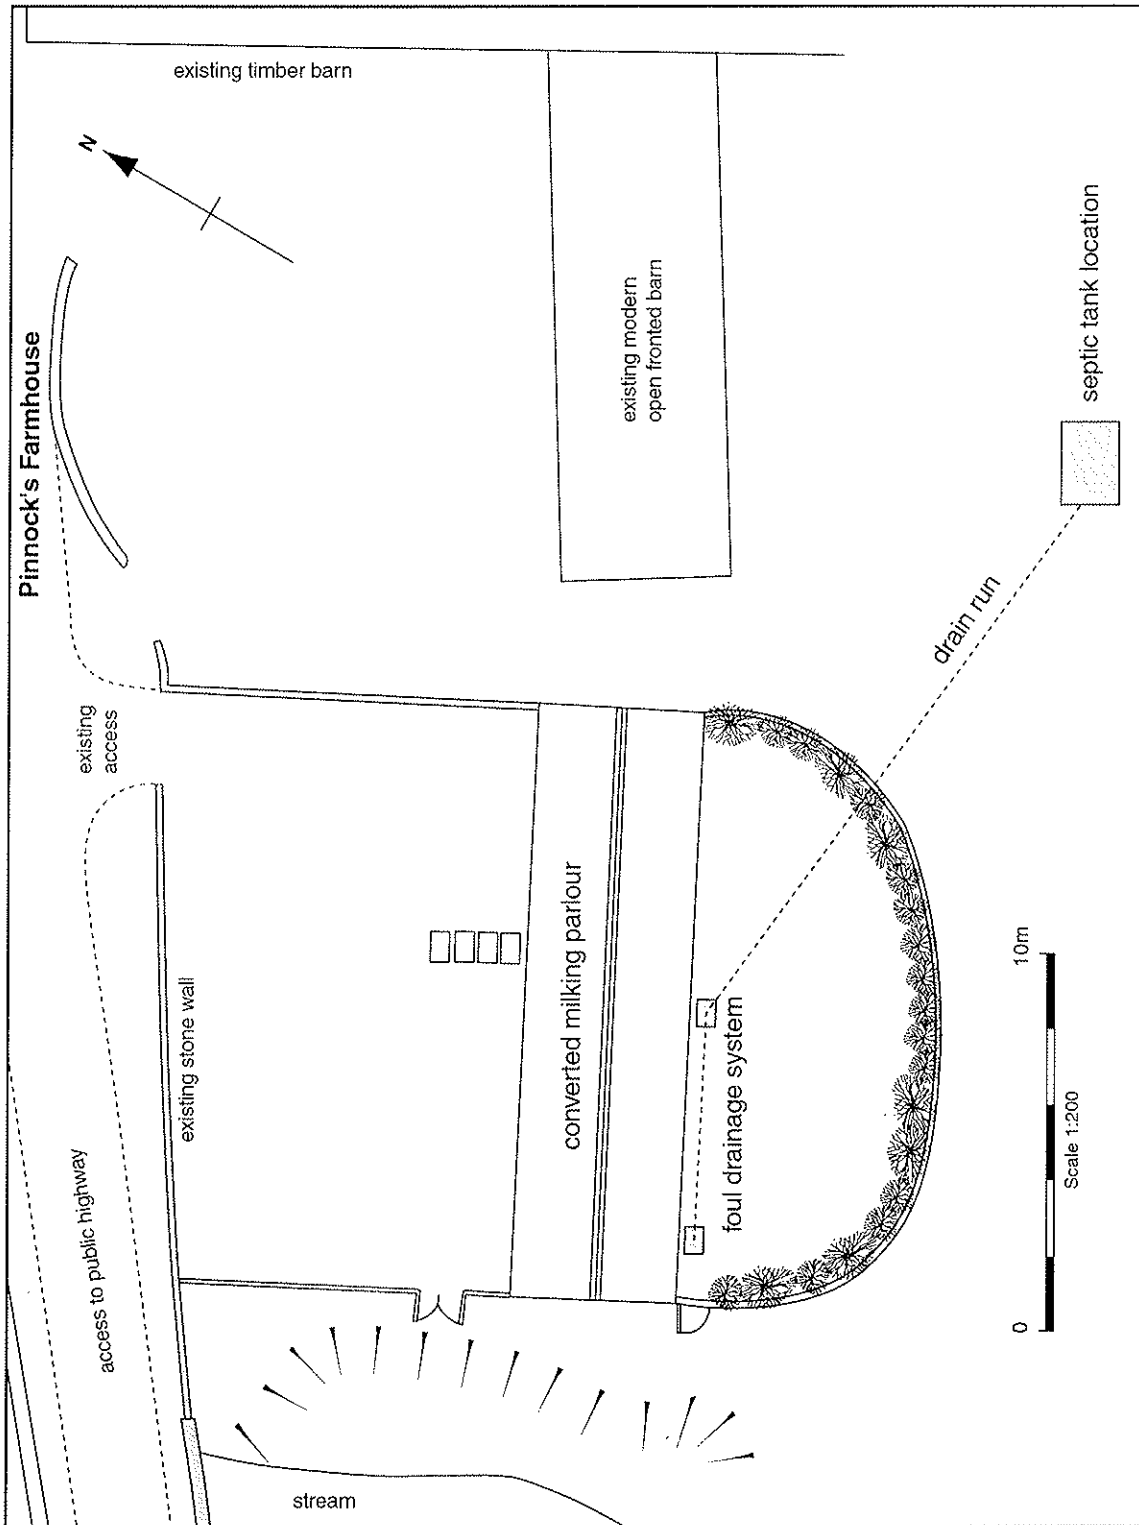 existing timber barn
N
Pinnock's Farmhouse
existing modern
open fronted barn
septic tank location
drain run
existing
access
converted milking parlour
existing stone wall
foul drainage system
access to public highway
10m
0
Scale 1:200
stream